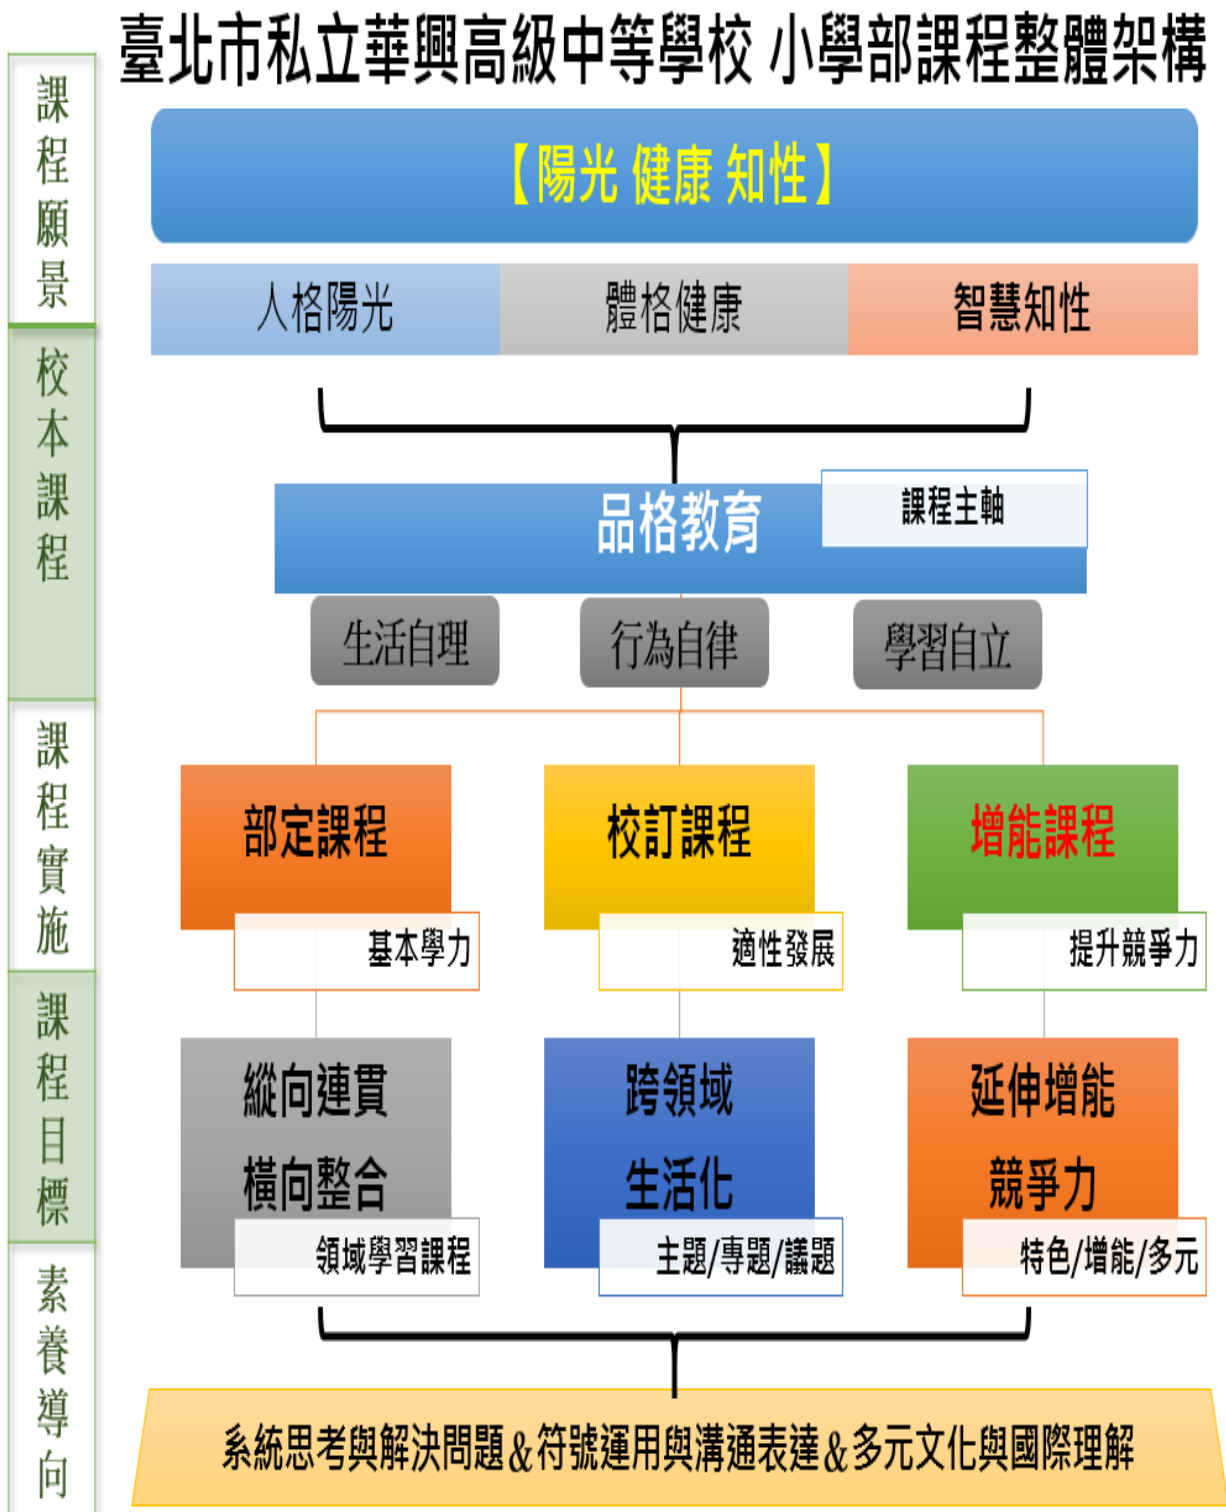 臺北市私立華興高級中等學校 小學部課程整體架構
課程願景
【陽光 健康 知性】
人格陽光
體格健康
智慧知性
校本課程
品格教育
課程主軸
生活自理
行為自律
學習自立
課程實施
部定課程
基本學力
校訂課程
適性發展
增能課程
提升競爭力
課程目標
縱向連貫
橫向整合
領域學習課程
跨領域
生活化
主題/專題/議題
延伸增能
競爭力
特色/增能/多元
素養導向
系統思考與解決問題&符號運用與溝通表達&多元文化與國際理解